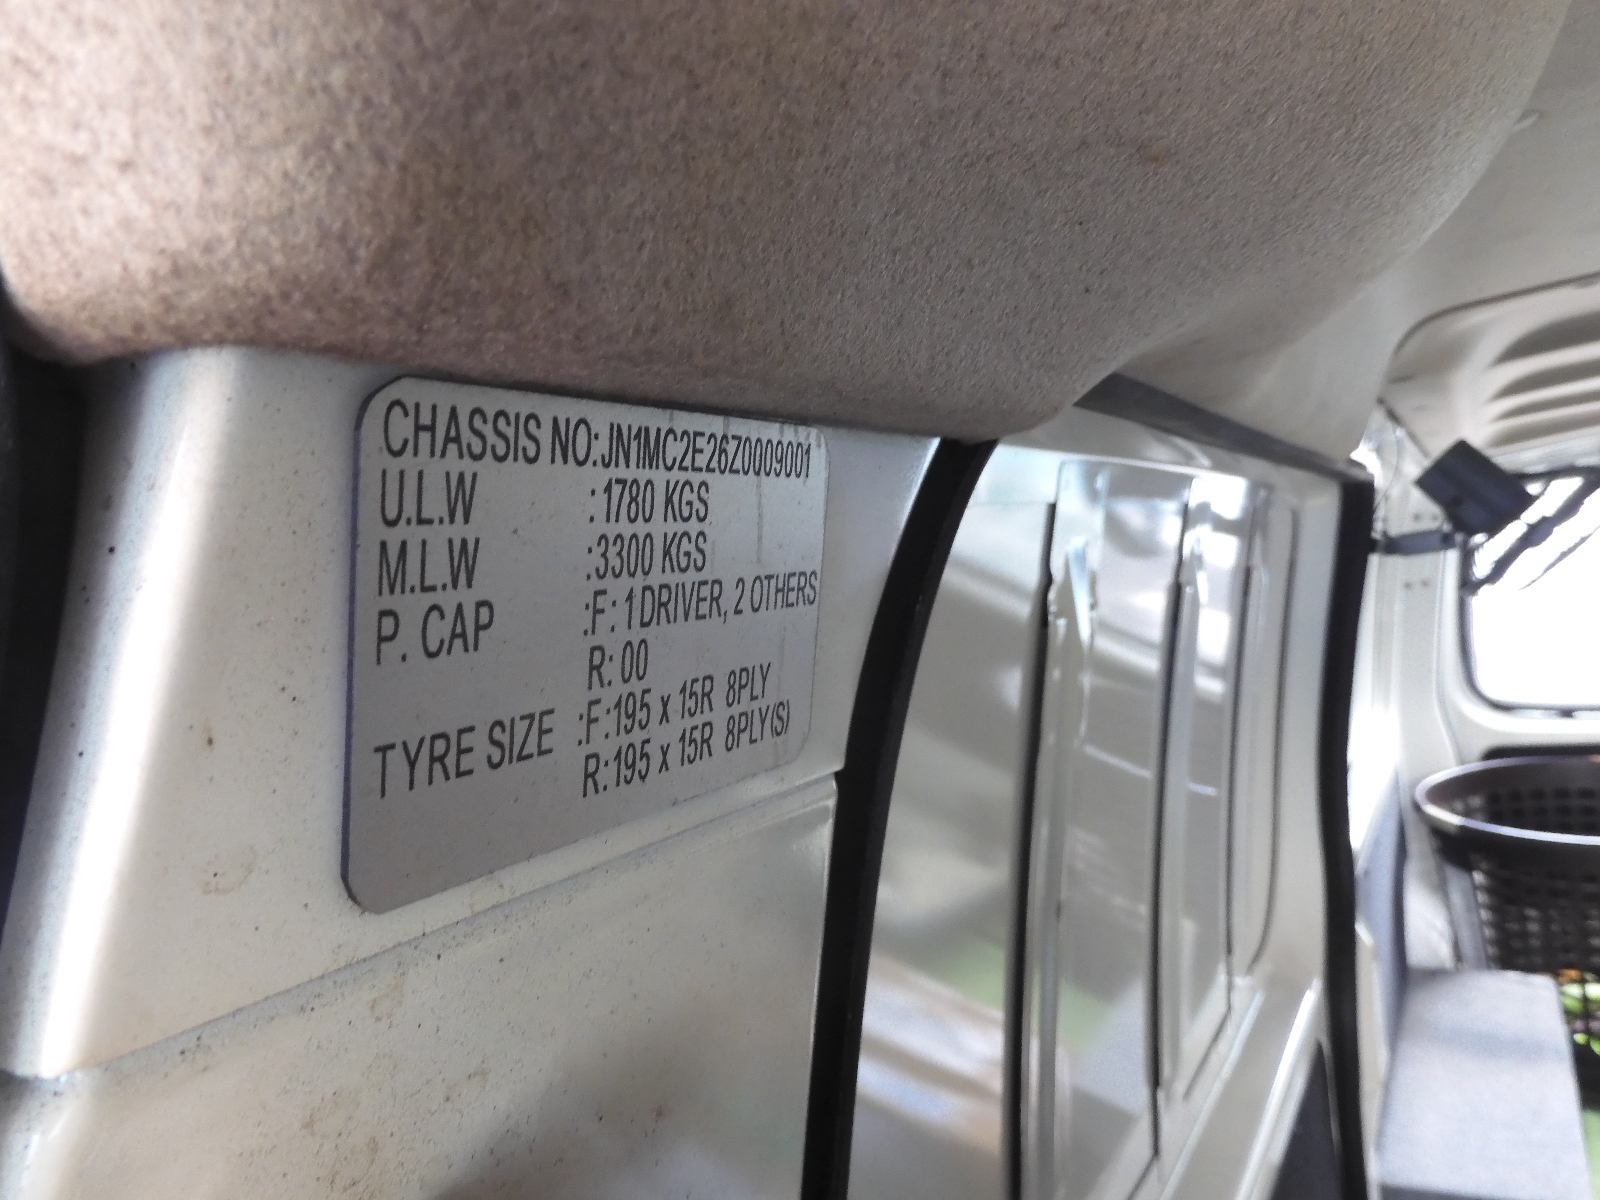 CHASSIS NO:JN1MC2E26Z0009001
U.L.W :1780 KGS
M.L.W :3300 KGS
P. CAP :F: 1DRIVER, 2 OTHERS
R: 00
TYRE SIZE :F:195 x 15R 8PLY
R:195 x 15R 8PLY(S)